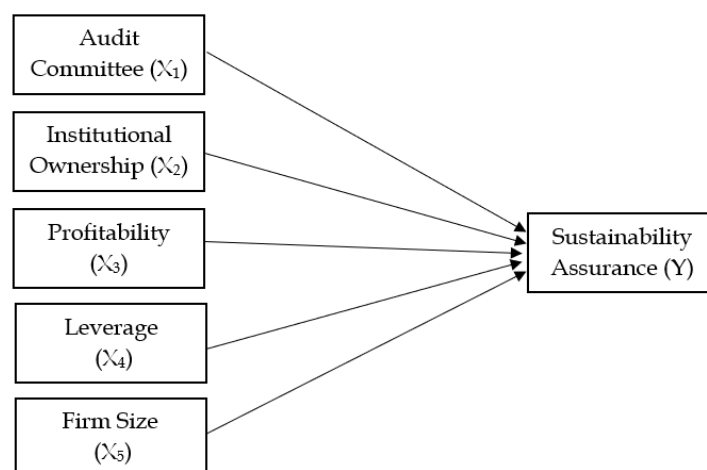 Audit
Committee (X₁)
Institutional
Ownership (X₂)
Profitability
(X₃)
Leverage
(X₄)
Firm Size
(X₅)
Sustainability
Assurance (Y)